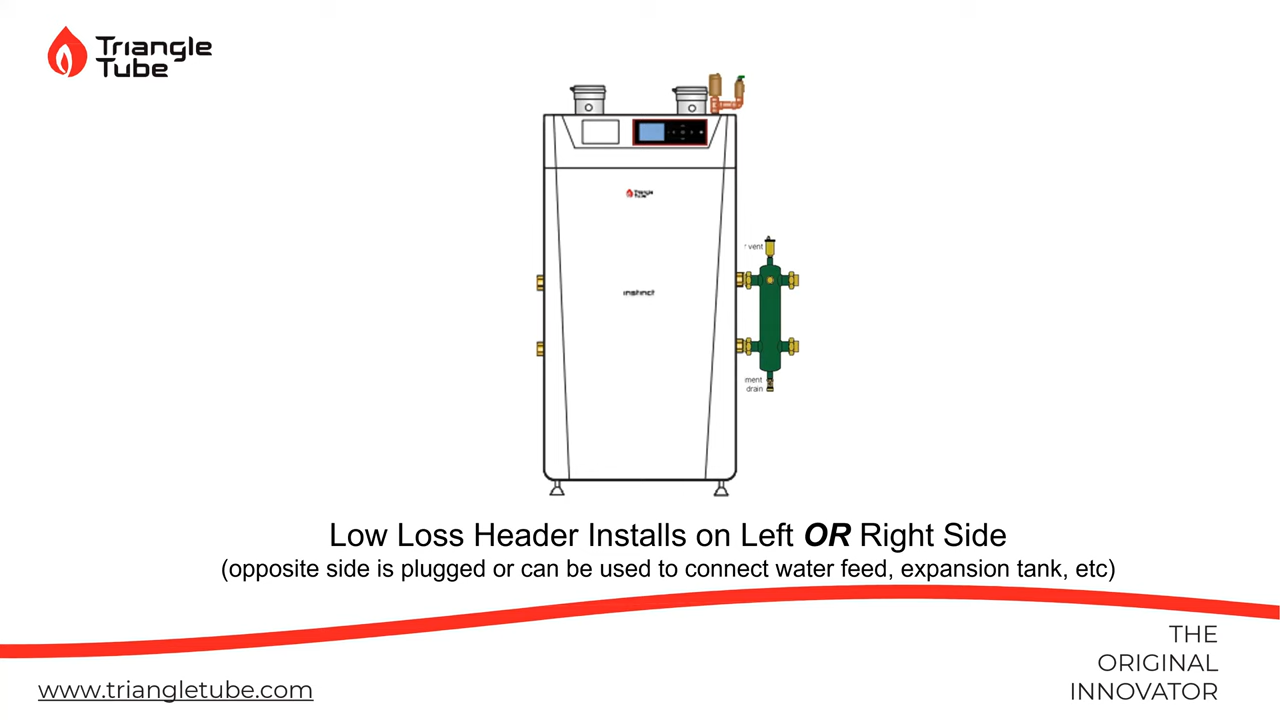 Triangle
Tube
Triangle
Tube
r vent
instinct
ment
drain
Low Loss Header Installs on Left OR Right Side
(opposite side is plugged or can be used to connect water feed, expansion tank, etc)
THE
ORIGINAL
INNOVATOR
www.triangletube.com